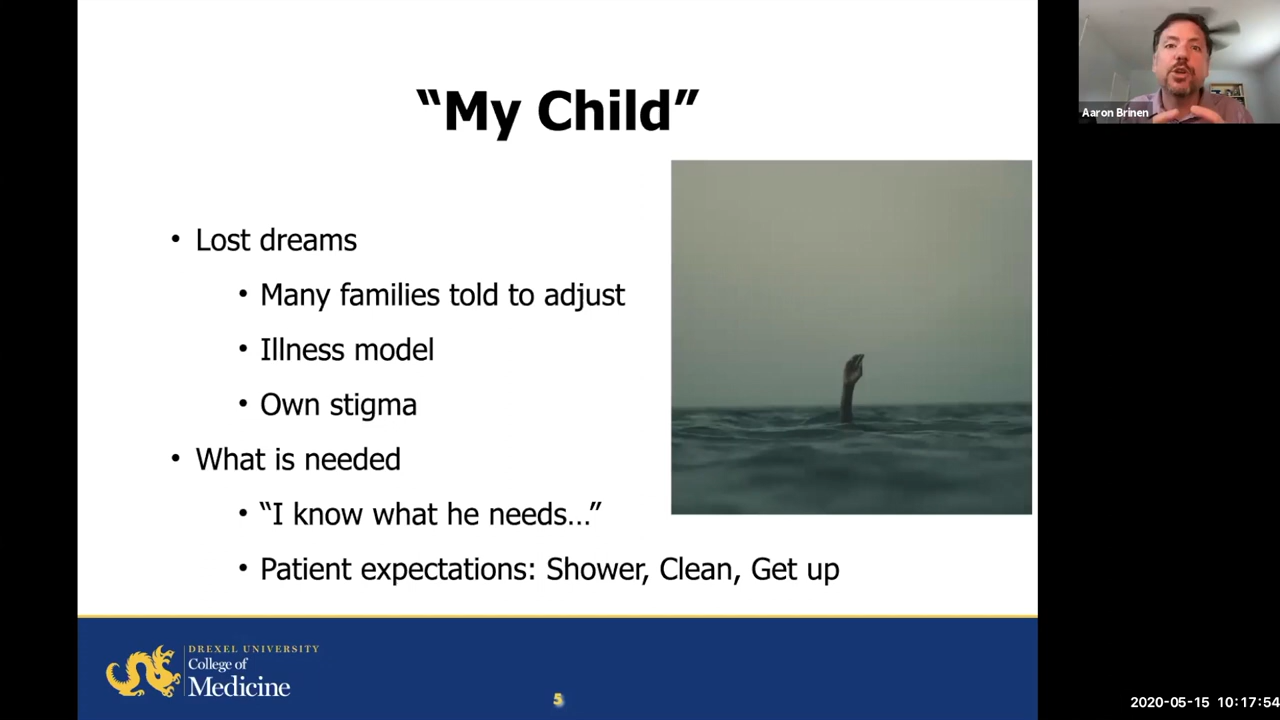 “My Child”
Aaron Brinen
• Lost dreams
• Many families told to adjust
• Illness model
• Own stigma
• What is needed
• “I know what he needs…”
• Patient expectations: Shower, Clean, Get up
DREXEL UNIVERSITY
College of
Medicine
5
2020-05-15 10:17:54